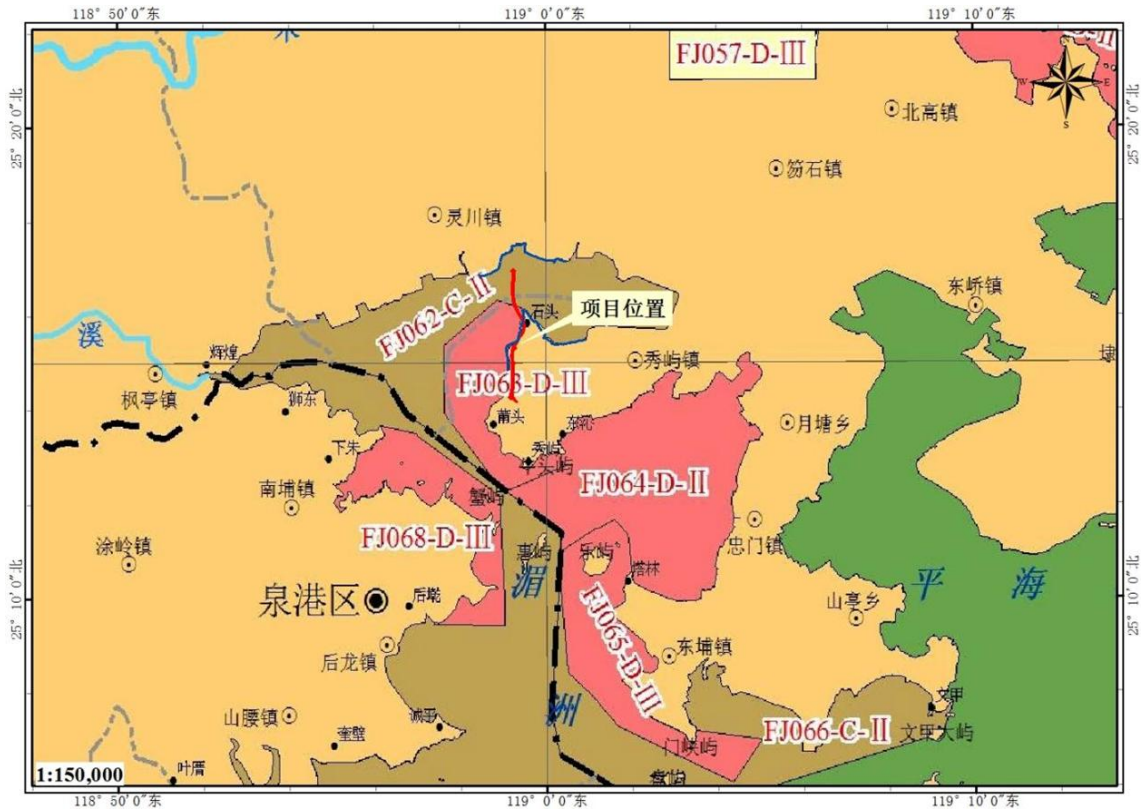 118°50′0″东
119°0′0″东
119°10′0″东
25°20′0″北
25°20′0″北
FJ057-D-III
W
E
S
北高镇
笏石镇
灵川镇
东峤镇
FJ062-C-II
石头
项目位置
溪
辉煌
枫亭镇
秀屿镇
FJ063-D-III
狮东
莆头
东沁
月塘乡
下朱
秀屿
牛头屿
南埔镇
蟹屿
FJ064-D-II
涂岭镇
FJ068-D-III
惠屿
乐屿
忠门镇
湄
塔林
平
海
泉港区
25°10′0″北
25°10′0″北
山亭乡
FJ065-D-III
后龙镇
东埔镇
山腰镇
洲
文甲
奎壁
FJ066-C-II
文甲大屿
门峡屿
1:150,000
叶厝
118°50′0″东
119°0′0″东
119°10′0″东